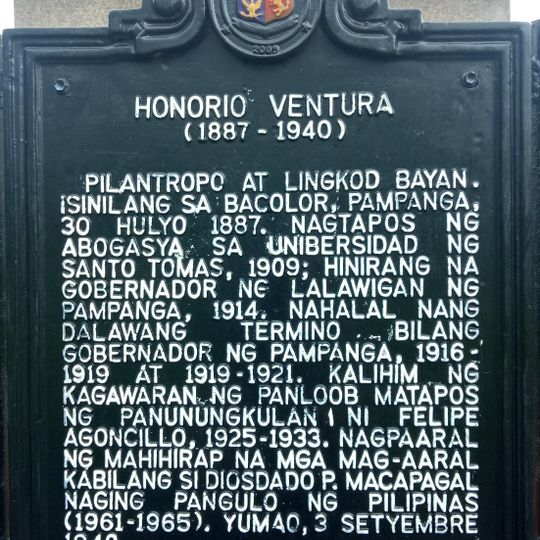 2003
HONORIO VENTURA
(1887 - 1940)
PILANTROPO AT LINGKOD BAYAN.
ISINILANG SA BACOLOR, PAMPANGA,
30 HULYO 1887. NAGTAPOS NG
ABOGASYA SA UNIBERSIDAD NG
SANTO TOMAS, 1909; HINIRANG NA
GOBERNADOR NG LALAWIGAN NG
PAMPANGA, 1914. NAHALAL NANG
DALAWANG TERMINO BILANG
GOBERNADOR NG PAMPANGA, 1916-
1919 AT 1919-1921. KALIHIM NG
KAGAWARAN NG PANLOOB MATAPOS
NG PANUNUNGKULAN NI FELIPE
AGONCILLO, 1925-1933. NAGPAARAL
NG MAHIHIRAP NA MGA MAG-AARAL
KABILANG SI DIOSDADO P. MACAPAGAL
NAGING PANGULO NG PILIPINAS
(1961-1965). YUMAO, 3 SETYEMBRE
1940.